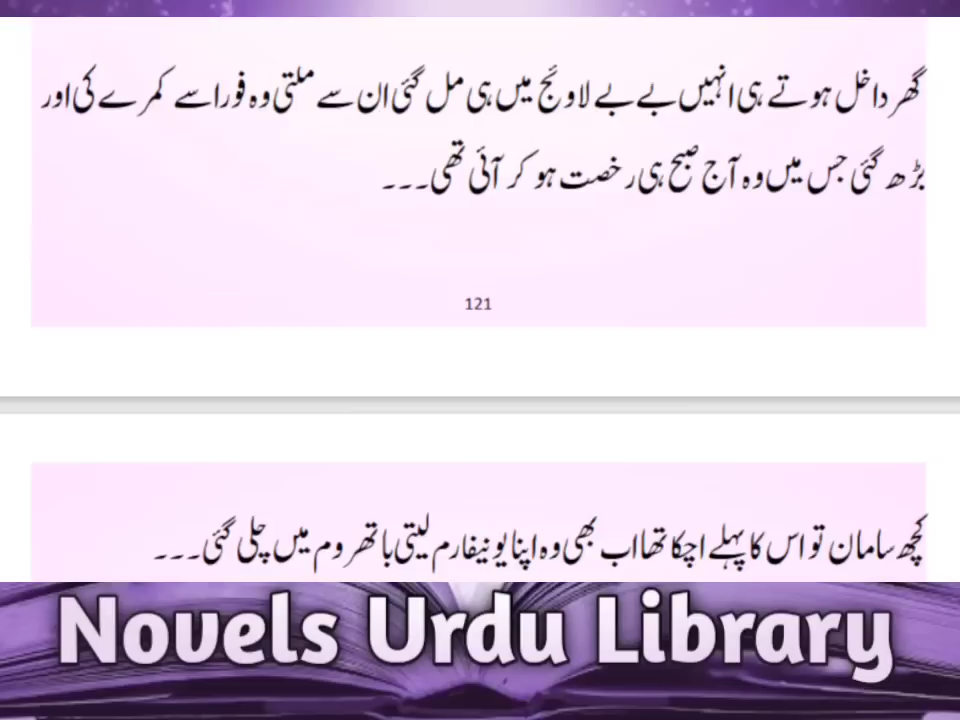 گھر داخل ہوتے ہی انہیں بے بے لاونج میں ہی مل گئی ان سے ملتی وہ فورا سے کمرے کی اور
بڑھ گئی جس میں وہ آج صبح ہی رخصت ہو کر آئی تھی۔۔۔
121
کچھ سامان تو اس کا پہلے اچکا تھا اب بھی وہ اپنا یونیفارم لیتی باتھروم میں چلی گئی۔۔۔
Novels Urdu Library